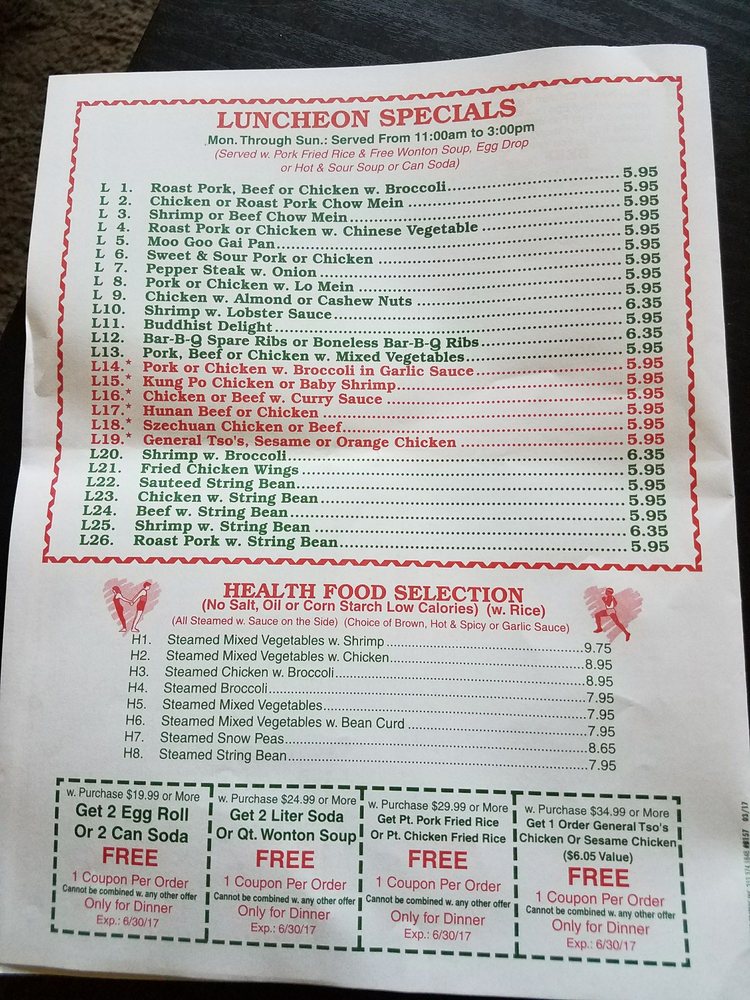 LUNCHEON SPECIALS
Mon. Through Sun.: Served From 11:00am to 3:00pm
(Served w. Pork Fried Rice & Free Wonton Soup, Egg Drop
or Hot & Sour Soup or Can Soda)
L 1. Roast Pork, Beef or Chicken w. Broccoli 5.95
L 2. Chicken or Roast Pork Chow Mein 5.95
L 3. Shrimp or Beef Chow Mein 5.95
L 4. Roast Pork or Chicken w. Chinese Vegetable 5.95
L 5. Moo Goo Gai Pan 5.95
L 6. Sweet & Sour Pork or Chicken 5.95
L 7. Pepper Steak w. Onion 5.95
L 8. Pork or Chicken w. Lo Mein 5.95
L 9. Chicken w. Almond or Cashew Nuts 5.95
L10. Shrimp w. Lobster Sauce 6.35
L11. Buddhist Delight 5.95
L12. Bar-B-Q Spare Ribs or Boneless Bar-B-Q Ribs 6.35
L13. Pork, Beef or Chicken w. Mixed Vegetables 5.95
L14.* Pork or Chicken w. Broccoli in Garlic Sauce 5.95
L15.* Kung Po Chicken or Baby Shrimp 5.95
L16.* Chicken or Beef w. Curry Sauce 5.95
L17.* Hunan Beef or Chicken 5.95
L18.* Szechuan Chicken or Beef 5.95
L19.* General Tso's, Sesame or Orange Chicken 5.95
L20. Shrimp w. Broccoli 6.35
L21. Fried Chicken Wings 5.95
L22. Sauteed String Bean 5.95
L23. Chicken w. String Bean 5.95
L24. Beef w. String Bean 5.95
L25. Shrimp w. String Bean 6.35
L26. Roast Pork w. String Bean 5.95
HEALTH FOOD SELECTION
(No Salt, Oil or Corn Starch Low Calories) (w. Rice)
(All Steamed w. Sauce on the Side) (Choice of Brown, Hot & Spicy or Garlic Sauce)
H1. Steamed Mixed Vegetables w. Shrimp 9.75
H2. Steamed Mixed Vegetables w. Chicken 8.95
H3. Steamed Chicken w. Broccoli 8.95
H4. Steamed Broccoli 7.95
H5. Steamed Mixed Vegetables 7.95
H6. Steamed Mixed Vegetables w. Bean Curd 7.95
H7. Steamed Snow Peas 8.65
H8. Steamed String Bean 7.95
w. Purchase $19.99 or More
Get 2 Egg Roll
Or 2 Can Soda
FREE
1 Coupon Per Order
Cannot be combined w. any other offer
Only for Dinner
Exp.: 6/30/17
w. Purchase $24.99 or More
Get 2 Liter Soda
Or Qt. Wonton Soup
FREE
1 Coupon Per Order
Cannot be combined w. any other offer
Only for Dinner
Exp.: 6/30/17
w. Purchase $29.99 or More
Get Pt. Pork Fried Rice
Or Pt. Chicken Fried Rice
FREE
1 Coupon Per Order
Cannot be combined w. any other offer
Only for Dinner
Exp.: 6/30/17
w. Purchase $34.99 or More
Get 1 Order General Tso's
Chicken Or Sesame Chicken
($6.05 Value)
FREE
1 Coupon Per Order
Cannot be combined w. any other offer
Only for Dinner
Exp.: 6/30/17
01/17